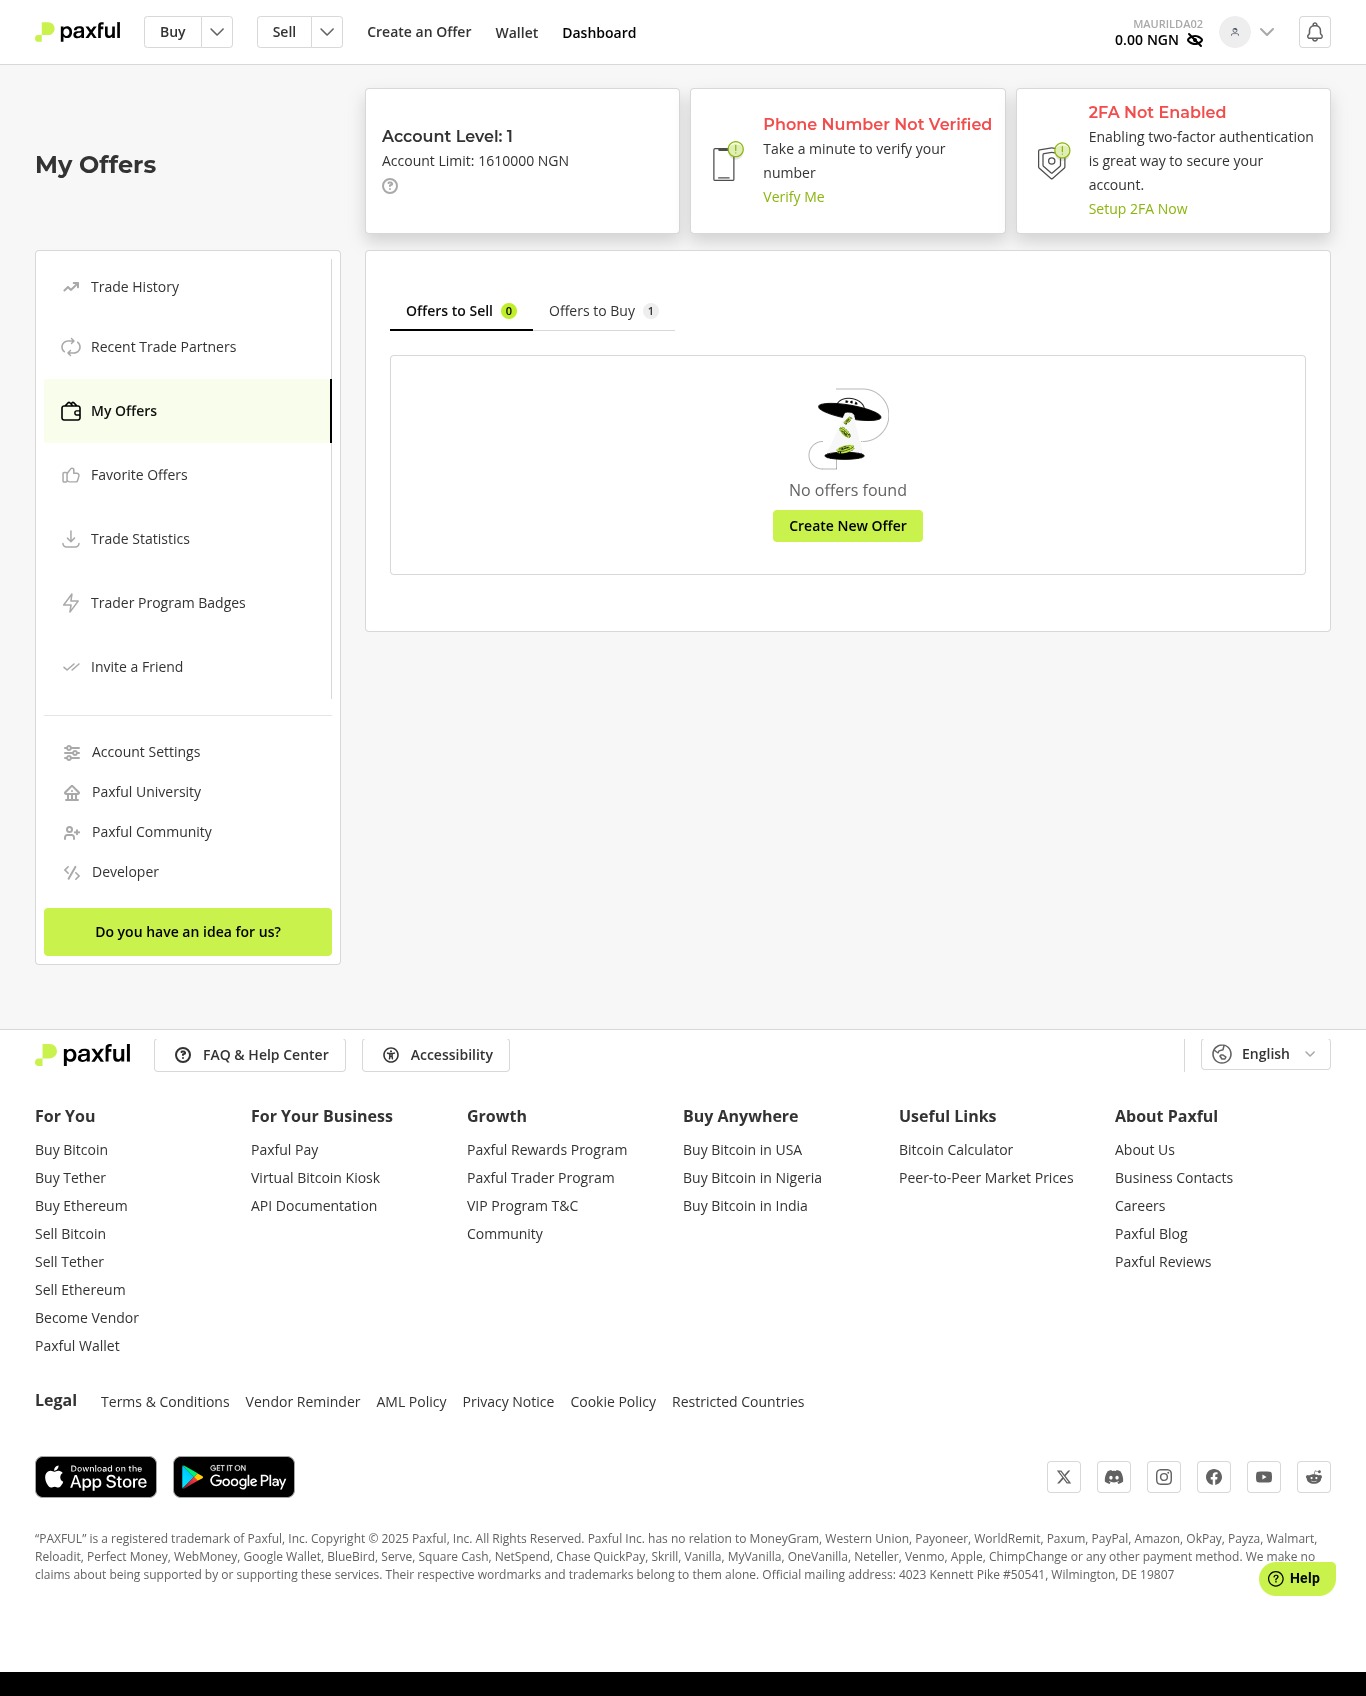 paxful
Buy
Sell
Create an Offer
Wallet
Dashboard
MAURILDA02
0.00 NGN
My Offers
Account Level: 1
Account Limit: 1610000 NGN
Phone Number Not Verified
Take a minute to verify your
number
Verify Me
2FA Not Enabled
Enabling two-factor authentication
is great way to secure your
account.
Setup 2FA Now
Trade History
Recent Trade Partners
My Offers
Favorite Offers
Trade Statistics
Trader Program Badges
Invite a Friend
Account Settings
Paxful University
Paxful Community
Developer
Do you have an idea for us?
Offers to Sell 0
Offers to Buy 1
No offers found
Create New Offer
paxful
FAQ & Help Center
Accessibility
English
For You
Buy Bitcoin
Buy Tether
Buy Ethereum
Sell Bitcoin
Sell Tether
Sell Ethereum
Become Vendor
Paxful Wallet
For Your Business
Paxful Pay
Virtual Bitcoin Kiosk
API Documentation
Growth
Paxful Rewards Program
Paxful Trader Program
VIP Program T&C
Community
Buy Anywhere
Buy Bitcoin in USA
Buy Bitcoin in Nigeria
Buy Bitcoin in India
Useful Links
Bitcoin Calculator
Peer-to-Peer Market Prices
About Paxful
About Us
Business Contacts
Careers
Paxful Blog
Paxful Reviews
Legal
Terms & Conditions
Vendor Reminder
AML Policy
Privacy Notice
Cookie Policy
Restricted Countries
Download on the
App Store
GET IT ON
Google Play
“PAXFUL” is a registered trademark of Paxful, Inc. Copyright © 2025 Paxful, Inc. All Rights Reserved. Paxful Inc. has no relation to MoneyGram, Western Union, Payoneer, WorldRemit, Paxum, PayPal, Amazon, OkPay, Payza, Walmart,
Reloadit, Perfect Money, WebMoney, Google Wallet, BlueBird, Serve, Square Cash, NetSpend, Chase QuickPay, Skrill, Vanilla, MyVanilla, OneVanilla, Neteller, Venmo, Apple, ChimpChange or any other payment method. We make no
claims about being supported by or supporting these services. Their respective wordmarks and trademarks belong to them alone. Official mailing address: 4023 Kennett Pike #50541, Wilmington, DE 19807
Help